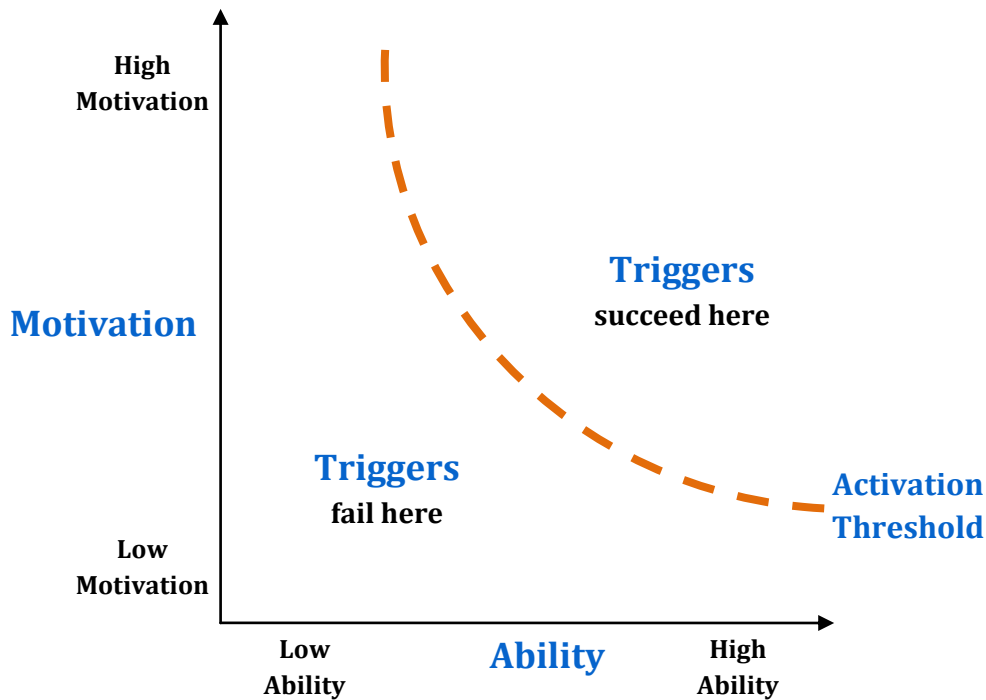 High
Motivation
Triggers
succeed here
Motivation
Triggers
fail here
Activation
Threshold
Low
Motivation
Low
Ability
Ability
High
Ability